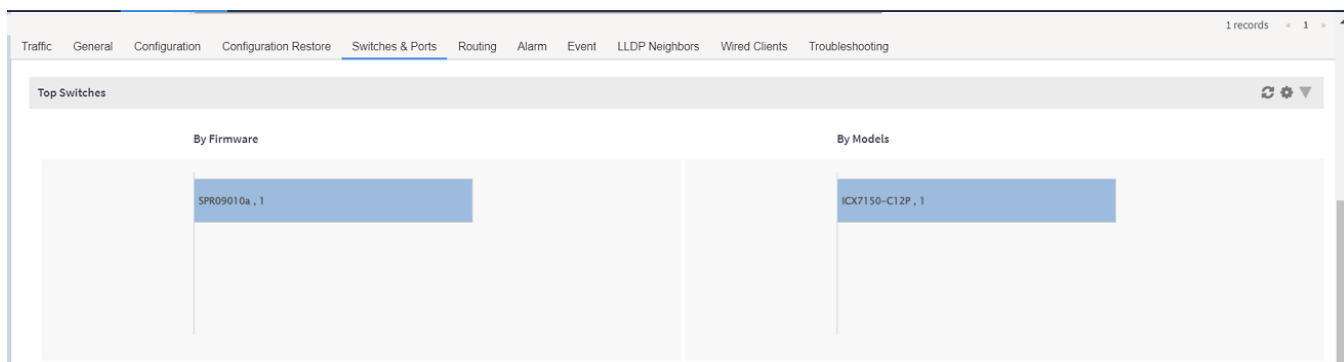 1 records « 1 »
Traffic General Configuration Configuration Restore Switches & Ports Routing Alarm Event LLDP Neighbors Wired Clients Troubleshooting
Top Switches
By Firmware By Models
SPR09010a , 1 ICX7150-C12P , 1